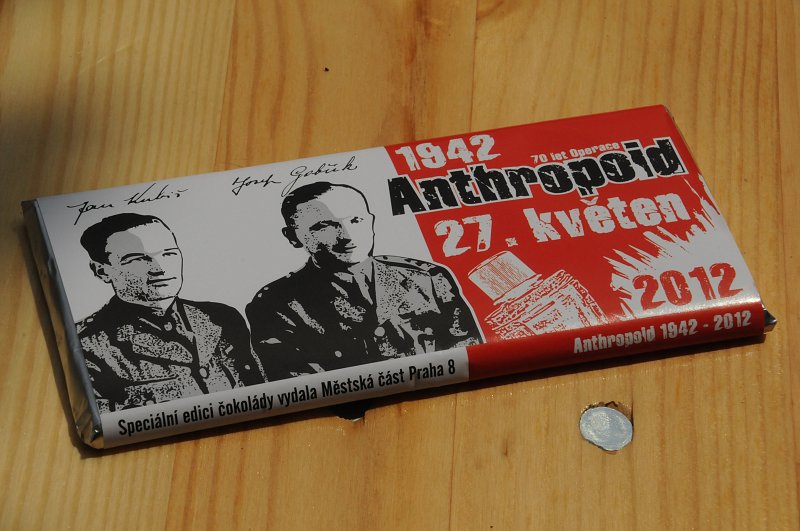 Jan Kubiš
Josef Gabčík
1942
70 let Operace
Anthropoid
27. květen
2012
Anthropoid 1942 - 2012
Speciální edici čokolády vydala Městská část Praha 8